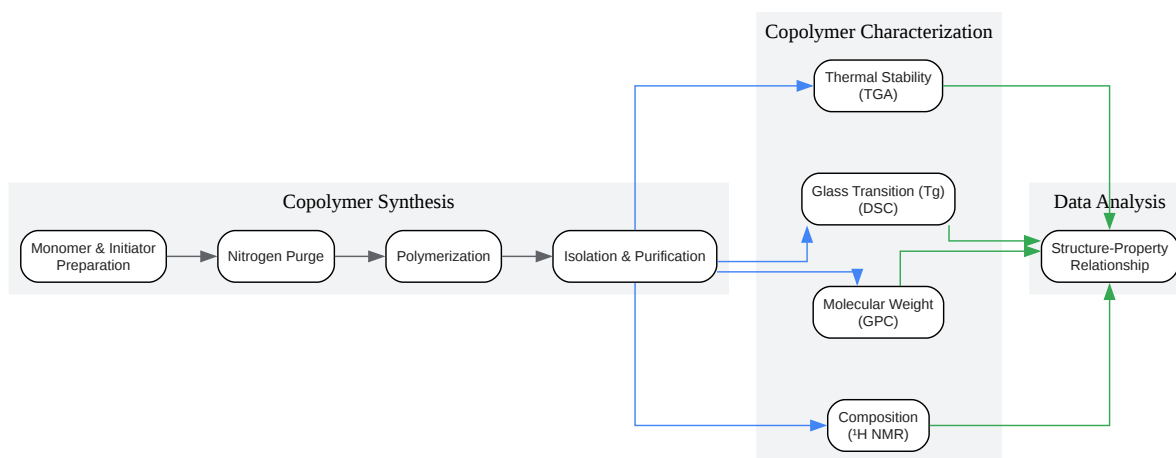 Copolymer Synthesis
Monomer & Initiator
Preparation
Nitrogen Purge
Polymerization
Isolation & Purification
Copolymer Characterization
Thermal Stability
(TGA)
Glass Transition (Tg)
(DSC)
Molecular Weight
(GPC)
Composition
(¹H NMR)
Data Analysis
Structure-Property
Relationship